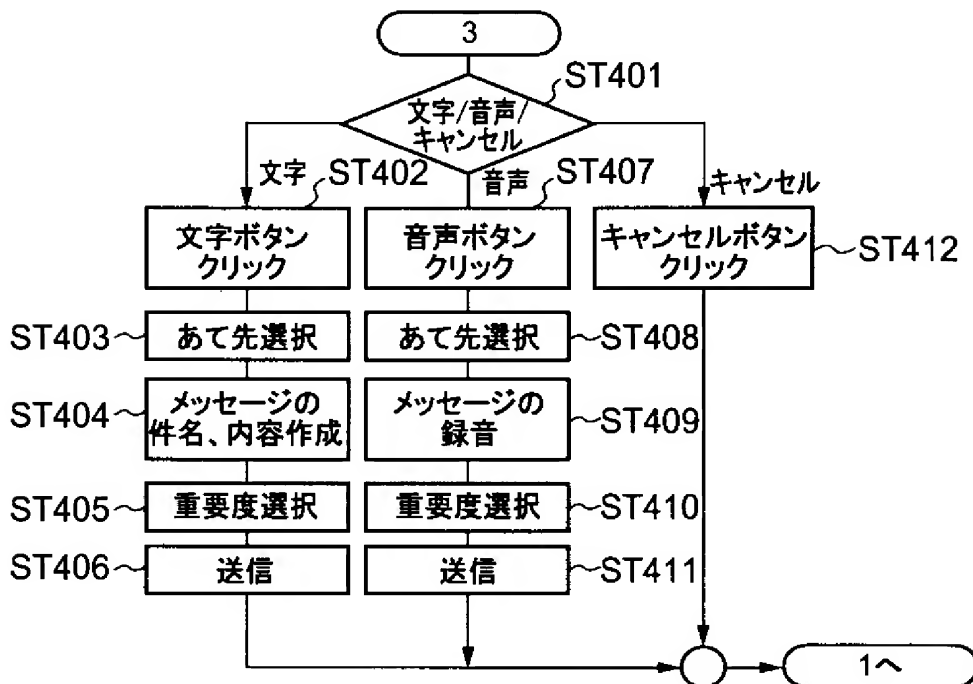 3
ST401
文字/音声/
キャンセル
文字
ST402
音声
ST407
キャンセル
文字ボタン
クリック
音声ボタン
クリック
キャンセルボタン
クリック
ST412
ST403
あて先選択
あて先選択
ST408
ST404
メッセージの
件名、内容作成
メッセージの
録音
ST409
ST405
重要度選択
重要度選択
ST410
ST406
送信
送信
ST411
1へ